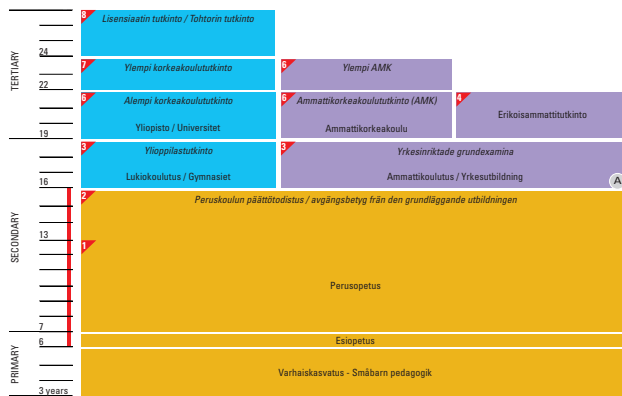 TERTIARY
SECONDARY
PRIMARY
24
22
19
16
13
7
6
3 years
8 Lisensiaatin tutkinto / Tohtorin tutkinto
7 Ylempi korkeakoulututkinto
6 Ylempi AMK
6 Alempi korkeakoulututkinto
Yliopisto / Universitet
6 Ammattikorkeakoulututkinto (AMK)
Ammattikorkeakoulu
4 Erikoisammattitutkinto
3 Ylioppilastutkinto
Lukiokoulutus / Gymnasiet
3 Yrkesinriktade grundexamina
Ammattikoulutus / Yrkesutbildning
A
2 Peruskoulun päättötodistus / avgängsbetyg från den grundläggande utbildningen
1
Perusopetus
Esiopetus
Varhaiskasvatus - Småbarn pedagogik